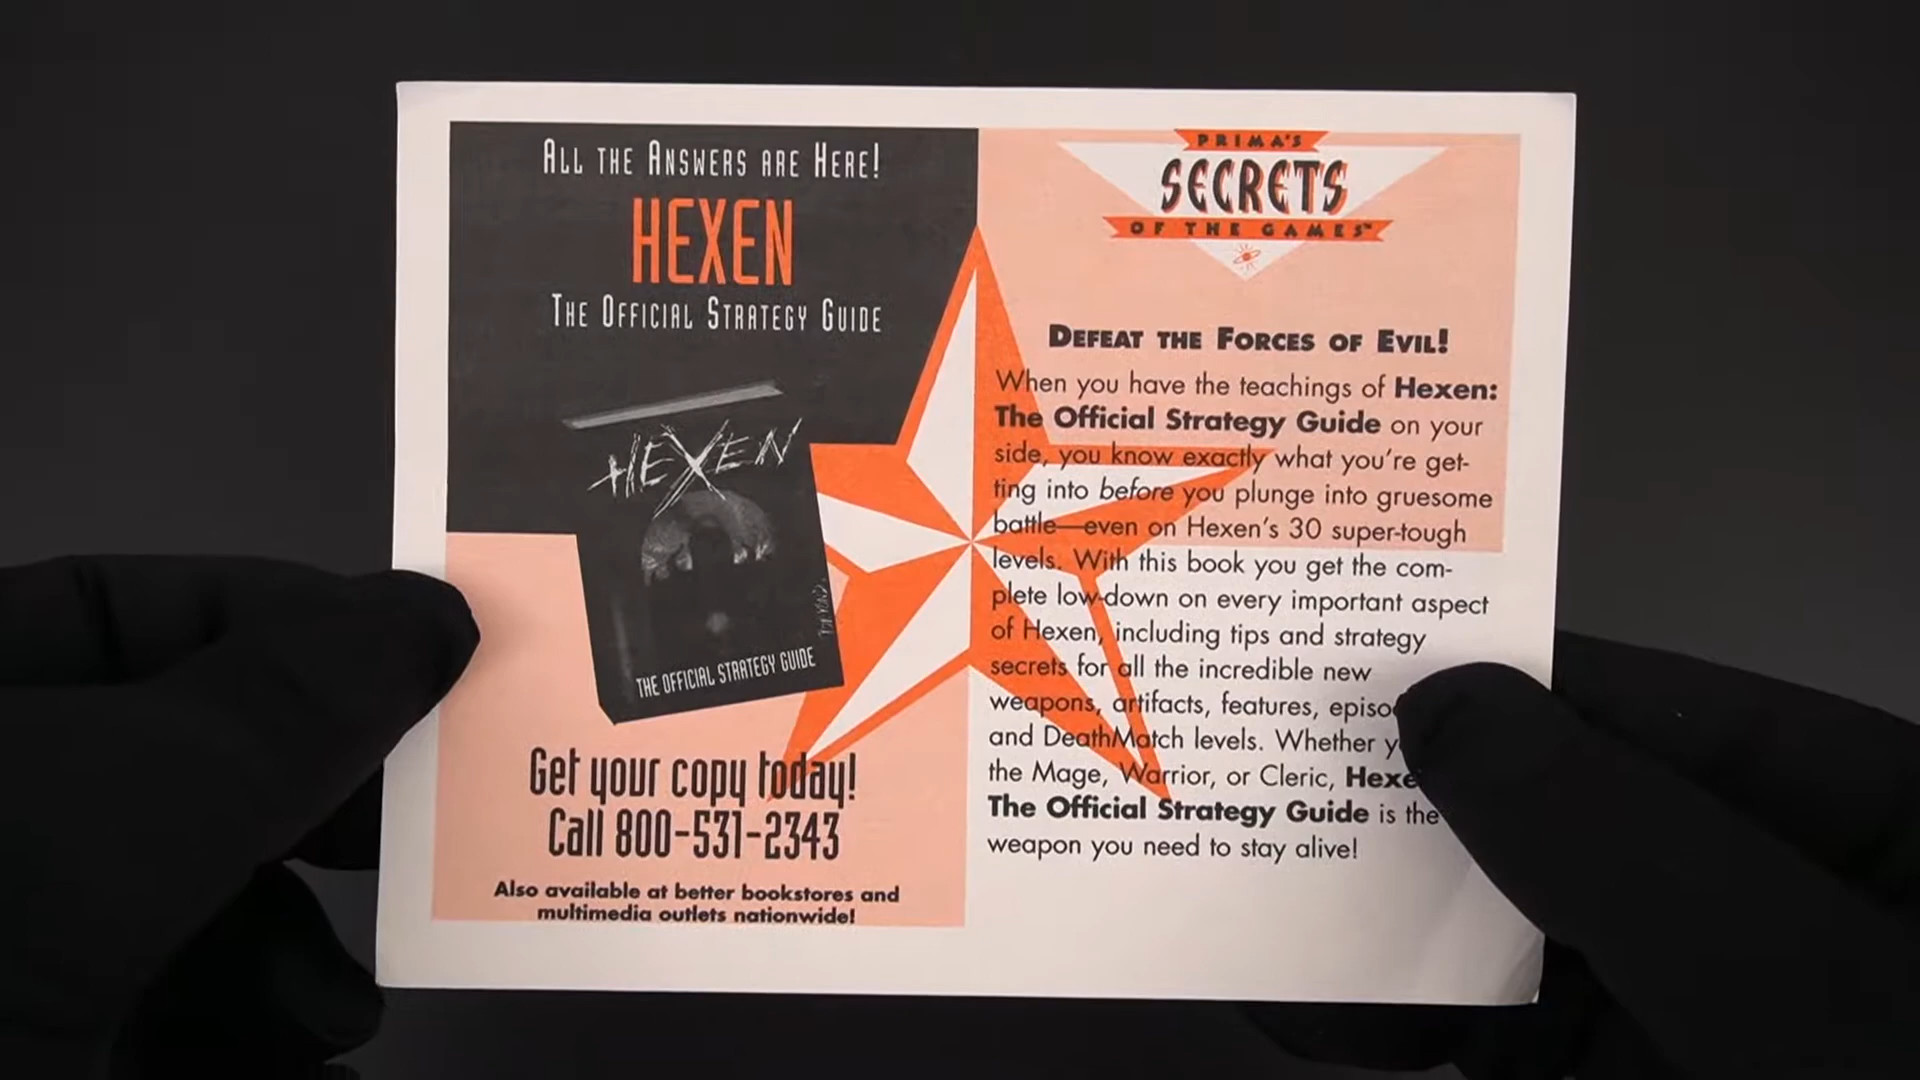 ALL THE ANSWERS ARE HERE!
HEXEN
THE OFFICIAL STRATEGY GUIDE
HEXEN
THE OFFICIAL STRATEGY GUIDE
Get your copy today!
Call 800-531-2343
Also available at better bookstores and
multimedia outlets nationwide!
PRIMA'S
SECRETS
OF THE GAMES™
DEFEAT THE FORCES OF EVIL!
When you have the teachings of Hexen:
The Official Strategy Guide on your
side, you know exactly what you're get-
ting into before you plunge into gruesome
battle—even on Hexen's 30 super-tough
levels. With this book you get the com-
plete low-down on every important aspect
of Hexen, including tips and strategy
secrets for all the incredible new
weapons, artifacts, features,
and DeathMatch levels. Whether
the Mage, Warrior, or Cleric,
The Official Strategy Guide is the
weapon you need to stay alive!